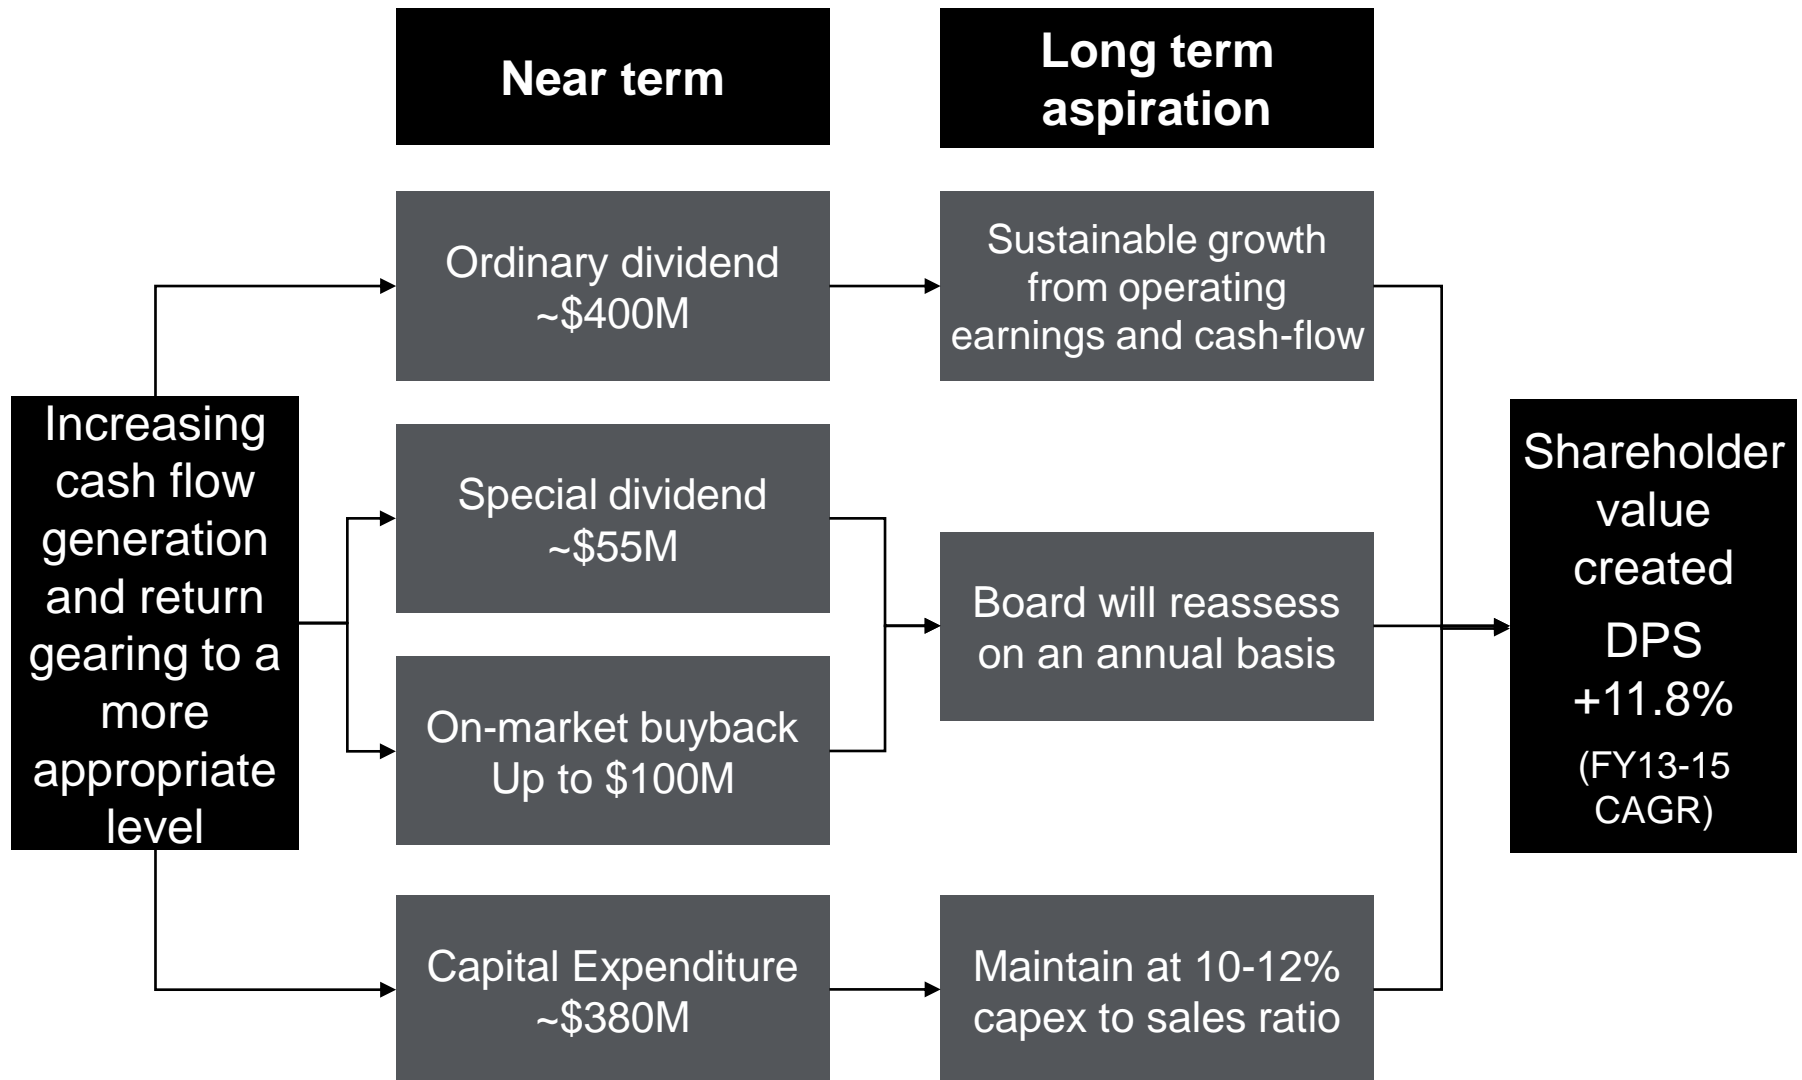 Near term
Long term
aspiration
Increasing
cash flow
generation
and return
gearing to a
more
appropriate
level
Ordinary dividend
~$400M
Special dividend
~$55M
On-market buyback
Up to $100M
Capital Expenditure
~$380M
Sustainable growth
from operating
earnings and cash-flow
Board will reassess
on an annual basis
Maintain at 10-12%
capex to sales ratio
Shareholder
value
created
DPS
+11.8%
(FY13-15
CAGR)